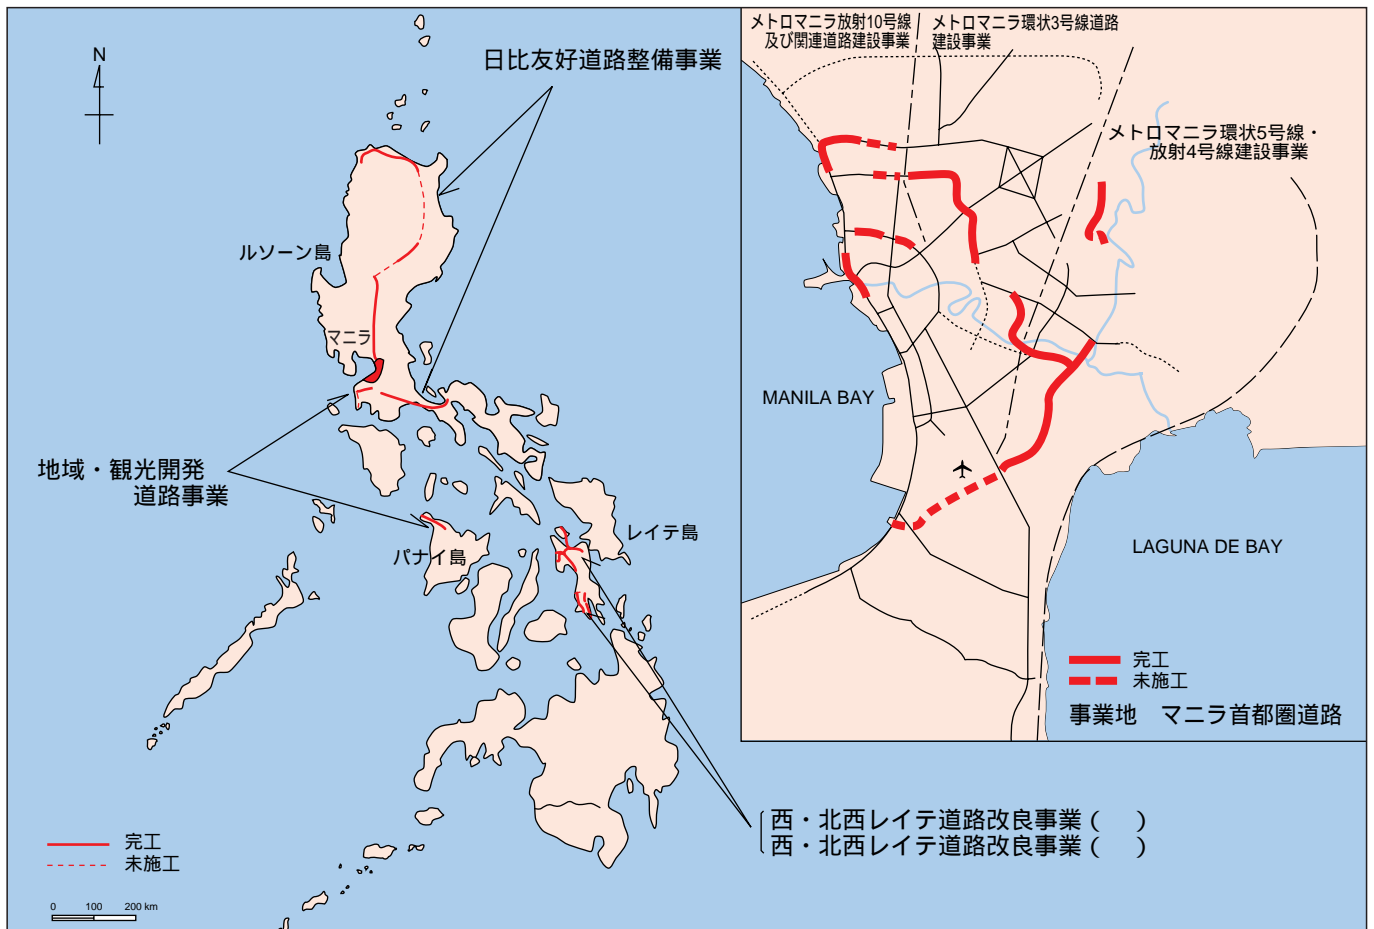 N
日比友好道路整備事業
ルソーン島
マニラ
地域・観光開発
道路事業
パナイ島
レイテ島
西・北西レイテ道路改良事業(　)
西・北西レイテ道路改良事業(　)
完工
未施工
0 100 200 km
メトロマニラ放射10号線
及び関連道路建設事業
メトロマニラ環状3号線道路
建設事業
メトロマニラ環状5号線・
放射4号線建設事業
MANILA BAY
LAGUNA DE BAY
完工
未施工
事業地　マニラ首都圏道路